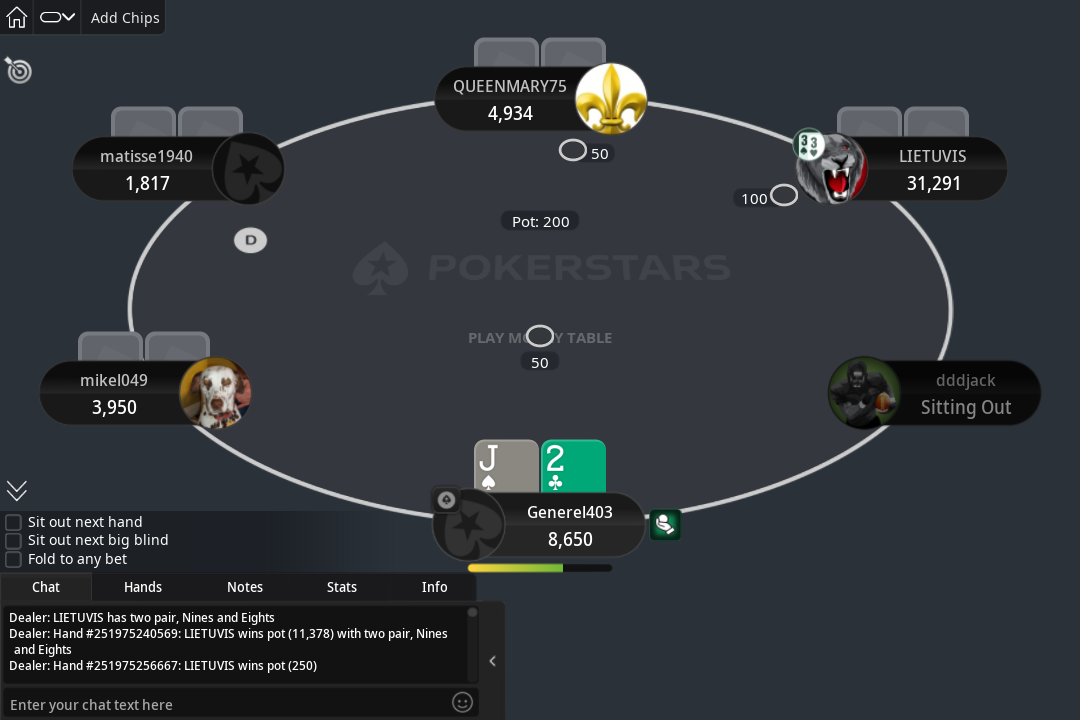 Add Chips
QUEENMARY75
4,934
50
matisse1940
1,817
3
3
LIETUVIS
31,291
100
Pot: 200
D
POKERSTARS
PLAY MONEY TABLE
50
mikel049
3,950
dddjack
Sitting Out
J
2
Generel403
8,650
Sit out next hand
Sit out next big blind
Fold to any bet
Chat Hands Notes Stats Info
Dealer: LIETUVIS has two pair, Nines and Eights
Dealer: Hand #251975240569: LIETUVIS wins pot (11,378) with two pair, Nines
and Eights
Dealer: Hand #251975256667: LIETUVIS wins pot (250)
Enter your chat text here